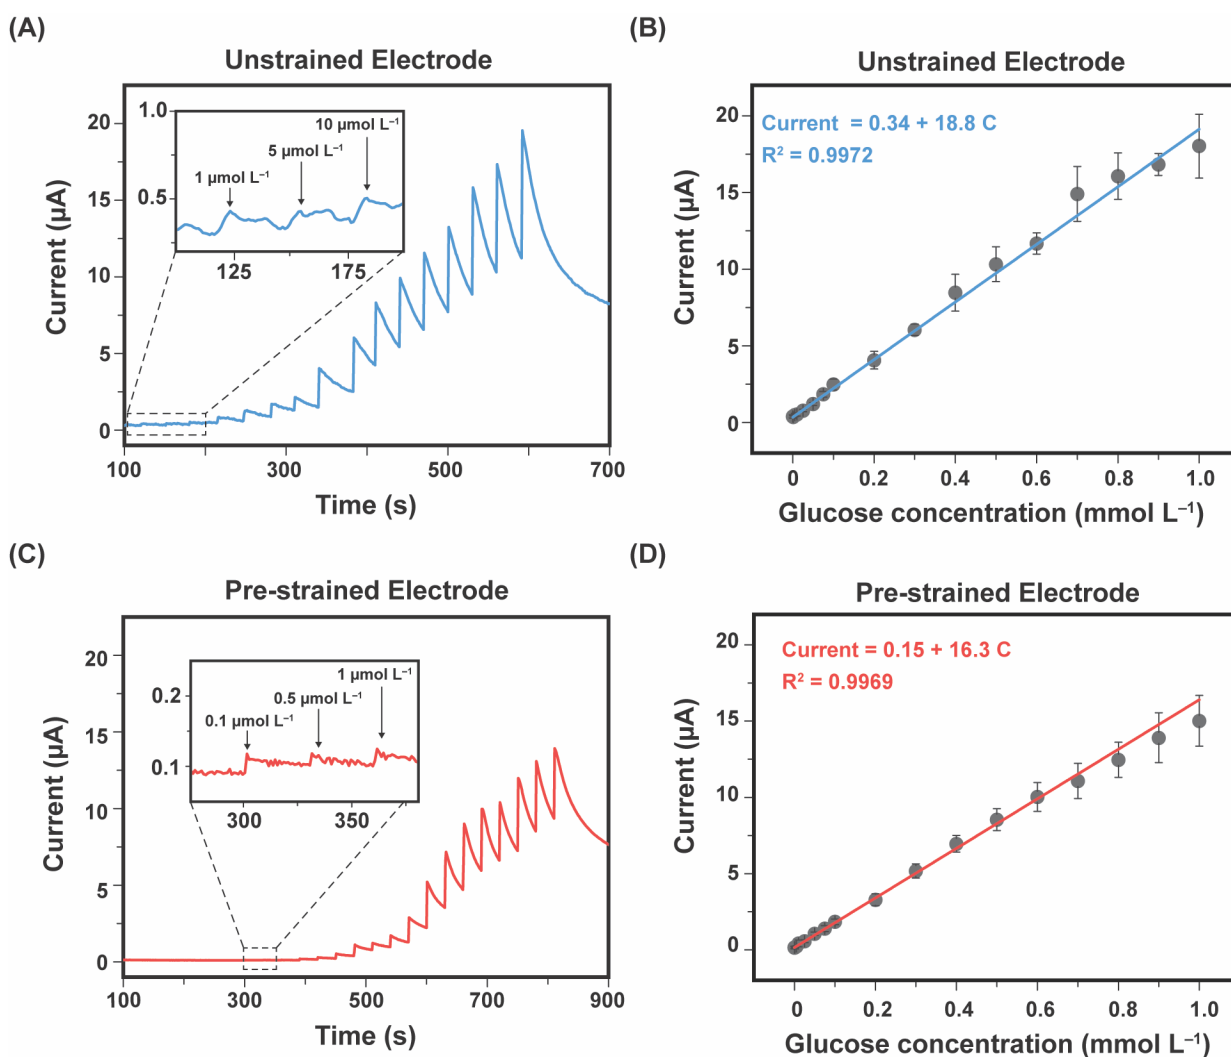 (A)
Unstrained Electrode
Current (µA)
20
15
10
5
0
100
300
500
700
Time (s)
1.0
0.5
125
175
1 µmol L⁻¹
5 µmol L⁻¹
10 µmol L⁻¹
(B)
Unstrained Electrode
Current = 0.34 + 18.8 C
R² = 0.9972
Current (µA)
20
15
10
5
0
0
0.2
0.4
0.6
0.8
1.0
Glucose concentration (mmol L⁻¹)
(C)
Pre-strained Electrode
Current (µA)
20
15
10
5
0
100
300
500
700
900
Time (s)
0.2
0.1
300
350
0.1 µmol L⁻¹
0.5 µmol L⁻¹
1 µmol L⁻¹
(D)
Pre-strained Electrode
Current = 0.15 + 16.3 C
R² = 0.9969
Current (µA)
20
15
10
5
0
0
0.2
0.4
0.6
0.8
1.0
Glucose concentration (mmol L⁻¹)